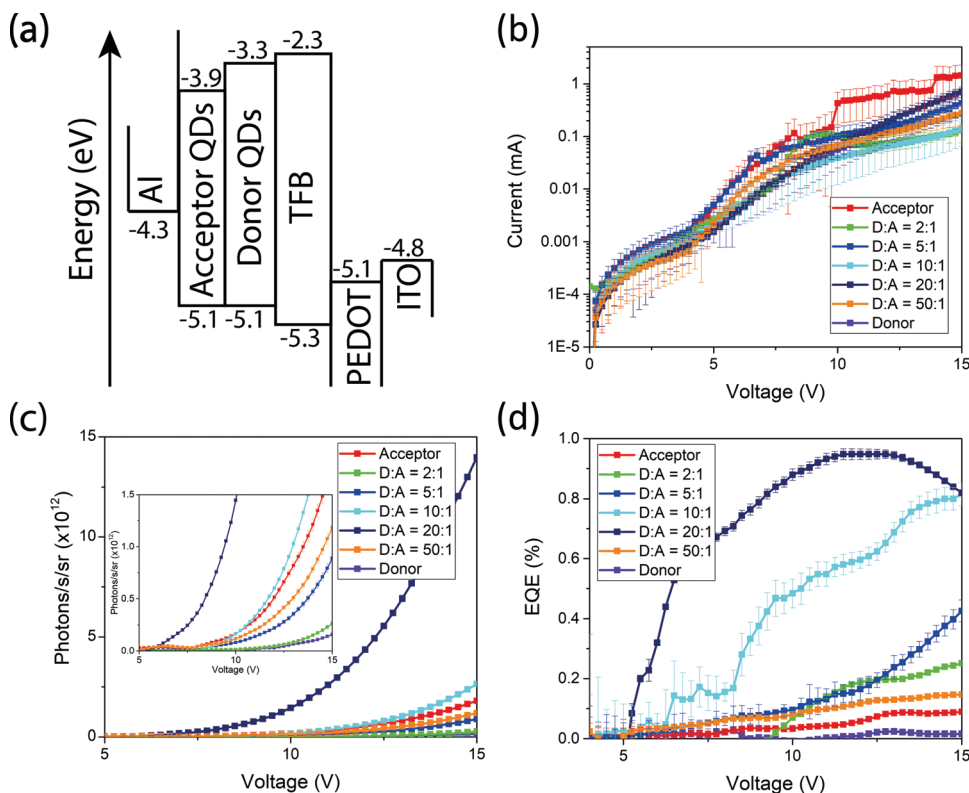 (a)
Energy (eV)
Al
-4.3
-3.9
Acceptor QDs
-5.1
-3.3
Donor QDs
-5.1
-2.3
TFB
-5.3
-5.1
PEDOT
-4.8
ITO
(b)
Current (mA)
1
0.1
0.01
0.001
1E-4
1E-5
0 5 10 15
Voltage (V)
Acceptor
D:A = 2:1
D:A = 5:1
D:A = 10:1
D:A = 20:1
D:A = 50:1
Donor
(c)
Photons/s/sr (x10¹²)
15
10
5
0
5 10 15
Voltage (V)
Acceptor
D:A = 2:1
D:A = 5:1
D:A = 10:1
D:A = 20:1
D:A = 50:1
Donor
Photons/s/sr (x10¹²)
1.5
1.0
0.5
0.0
5 10 15
Voltage (V)
(d)
EQE (%)
1.0
0.8
0.6
0.4
0.2
0.0
5 10 15
Voltage (V)
Acceptor
D:A = 2:1
D:A = 5:1
D:A = 10:1
D:A = 20:1
D:A = 50:1
Donor